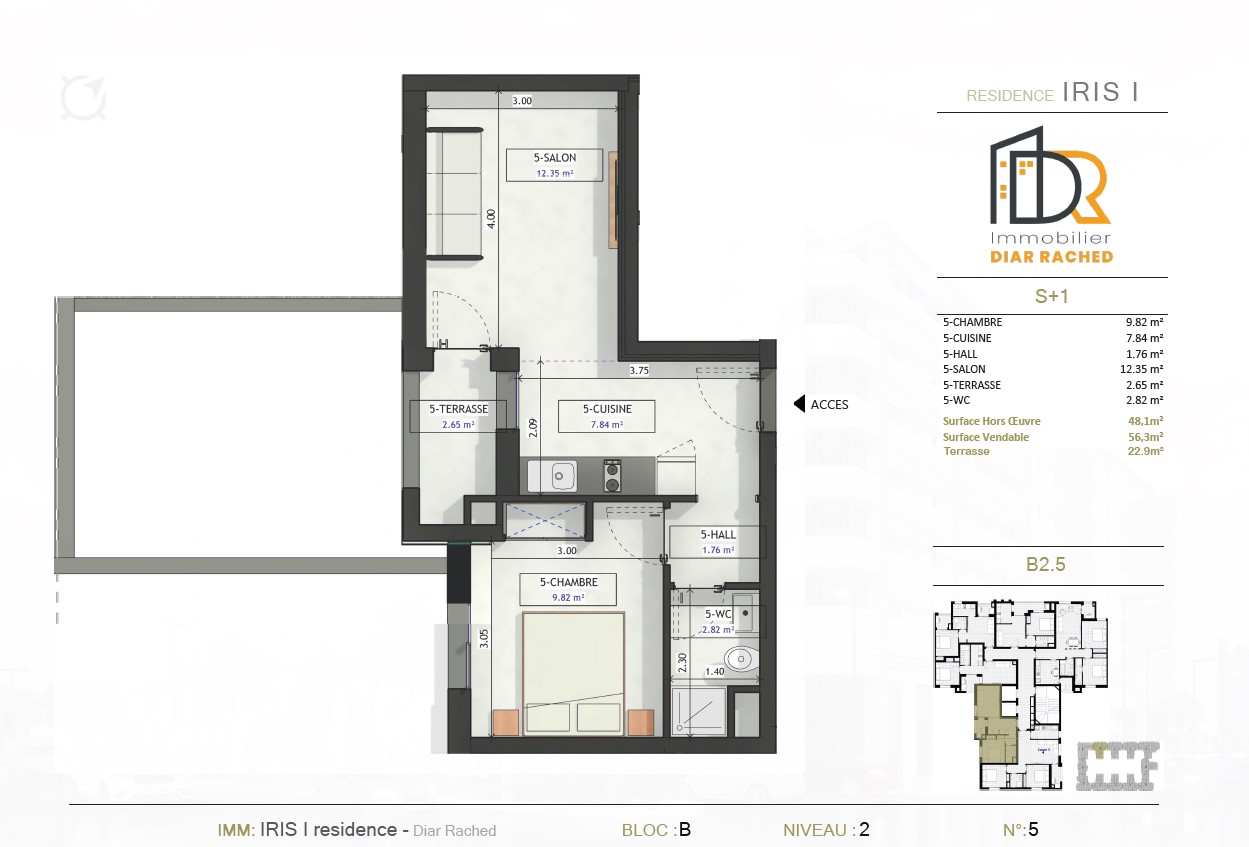 3.00
5-SALON
12.35 m²
4.00
3.75
5-TERRASSE
2.65 m²
5-CUISINE
7.84 m²
2.09
ACCES
5-HALL
1.76 m²
3.00
5-CHAMBRE
9.82 m²
3.05
5-WC
2.82 m²
2.30
1.40
RESIDENCE IRIS I
DR
Immobilier
DIAR RACHED
S+1
5-CHAMBRE 9.82 m²
5-CUISINE 7.84 m²
5-HALL 1.76 m²
5-SALON 12.35 m²
5-TERRASSE 2.65 m²
5-WC 2.82 m²
Surface Hors Œuvre 48,1m²
Surface Vendable 56,3m²
Terrasse 22.9m²
B2.5
IMM: IRIS I residence - Diar Rached
BLOC : B
NIVEAU : 2
N°: 5